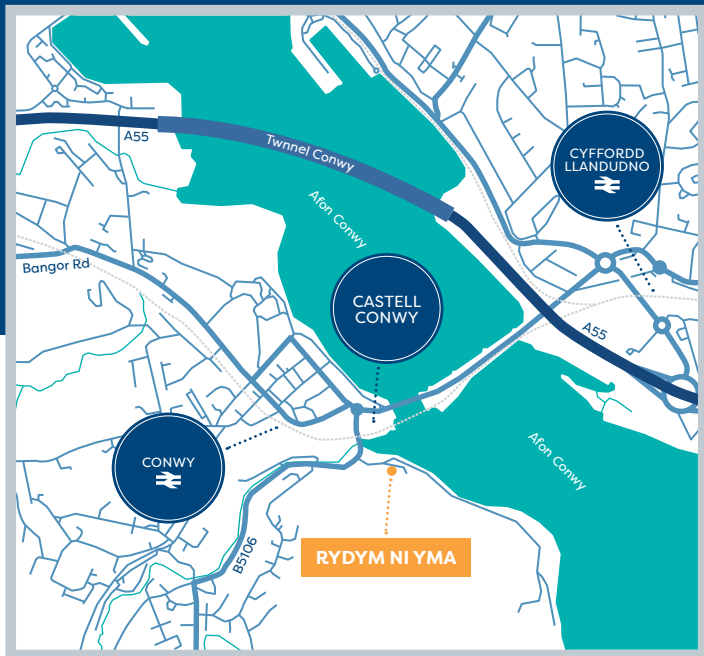 A55
Twnnel Conwy
CYFFORDD
LLANDUDNO
Afon Conwy
Bangor Rd
CASTELL
CONWY
A55
CONWY
Afon Conwy
B5106
RYDYM NI YMA